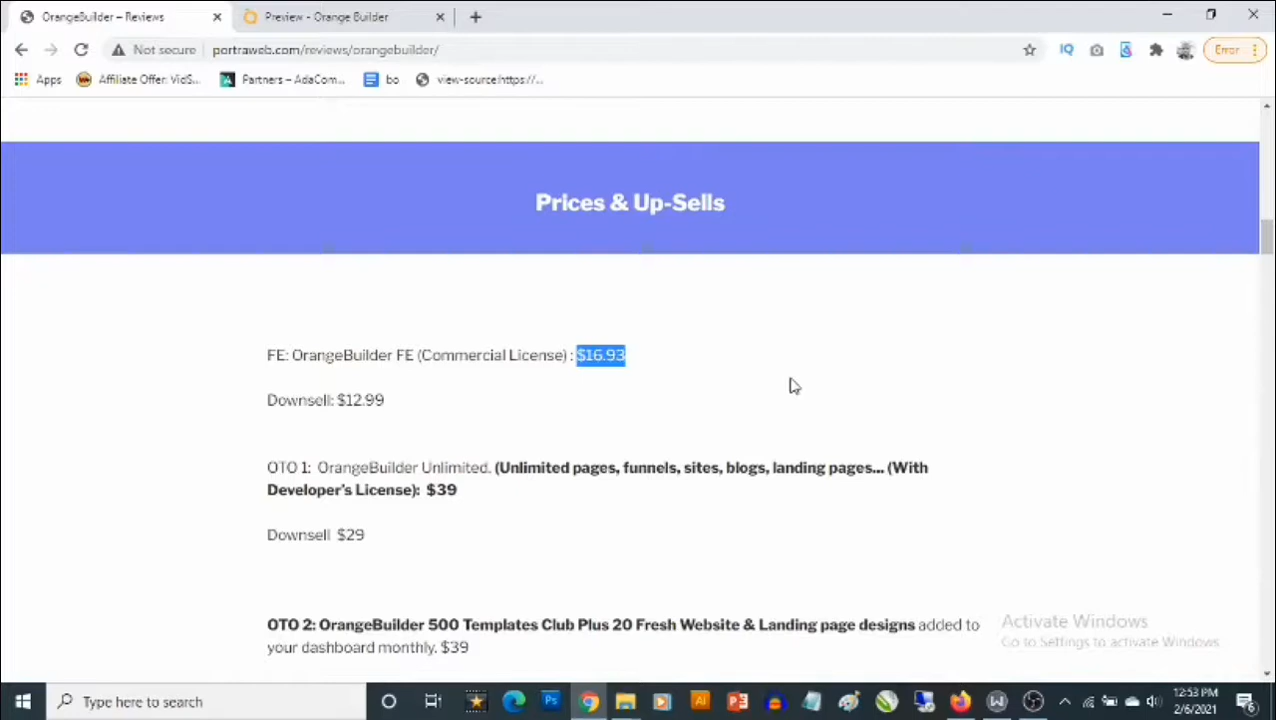 OrangeBuilder – Reviews
Preview - Orange Builder
Not secure
portraweb.com/reviews/orangebuilder/
IQ
Error
Apps
Affiliate Offer: VidS...
Partners – AdaCom...
bo
view-source:https://...
Prices & Up-Sells
FE: OrangeBuilder FE (Commercial License) : $16.93
Downsell: $12.99
OTO 1: OrangeBuilder Unlimited. (Unlimited pages, funnels, sites, blogs, landing pages... (With
Developer's License): $39
Downsell $29
OTO 2: OrangeBuilder 500 Templates Club Plus 20 Fresh Website & Landing page designs added to
your dashboard monthly. $39
Activate Windows
Go to Settings to activate Windows.
Type here to search
Ps
Ai
12:53 PM
2/6/2021
6